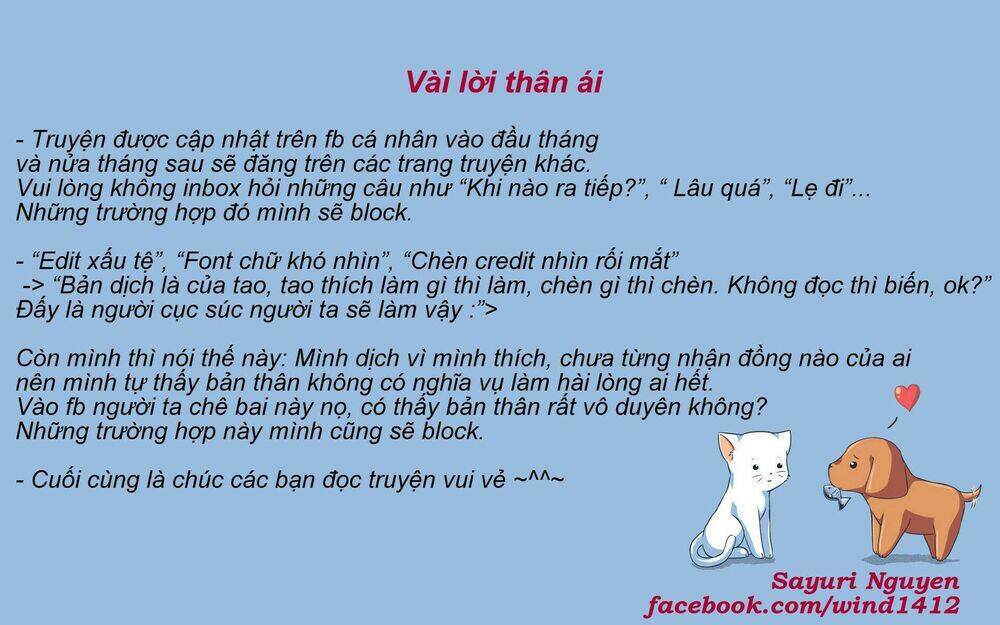 Vài lời thân ái
- Truyện được cập nhật trên fb cá nhân vào đầu tháng
và nửa tháng sau sẽ đăng trên các trang truyện khác.
Vui lòng không inbox hỏi những câu như “Khi nào ra tiếp?”, “ Lâu quá”, “Lẹ đi”...
Những trường hợp đó mình sẽ block.
- “Edit xấu tệ”, “Font chữ khó nhìn”, “Chèn credit nhìn rối mắt”
-> “Bản dịch là của tao, tao thích làm gì thì làm, chèn gì thì chèn. Không đọc thì biến, ok?”
Đấy là người cục súc người ta sẽ làm vậy :”>
Còn mình thì nói thế này: Mình dịch vì mình thích, chưa từng nhận đồng nào của ai
nên mình tự thấy bản thân không có nghĩa vụ làm hài lòng ai hết.
Vào fb người ta chê bai này nọ, có thấy bản thân rất vô duyên không?
Những trường hợp này mình cũng sẽ block.
- Cuối cùng là chúc các bạn đọc truyện vui vẻ ~^^~
Sayuri Nguyen
facebook.com/wind1412